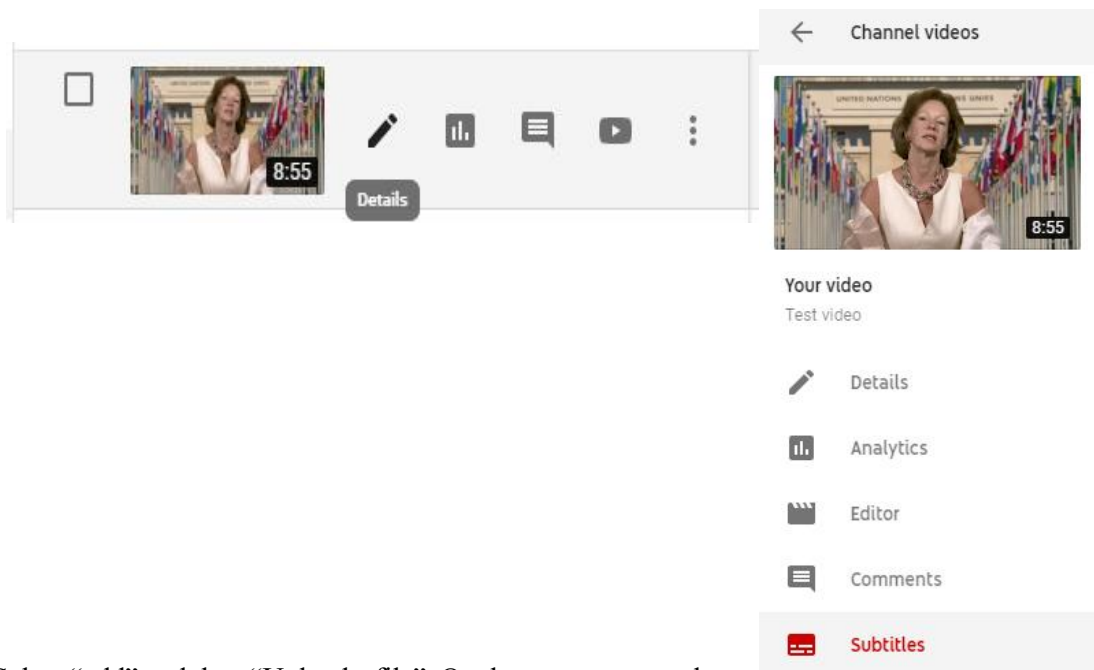 8:55
Details
Channel videos
UNITED NATIONS
8:55
Your video
Test video
Details
Analytics
Editor
Comments
Subtitles